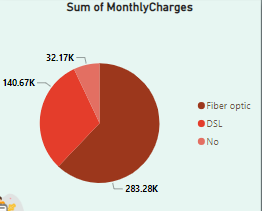 Sum of MonthlyCharges
32.17K
140.67K
Fiber optic
DSL
No
283.28K